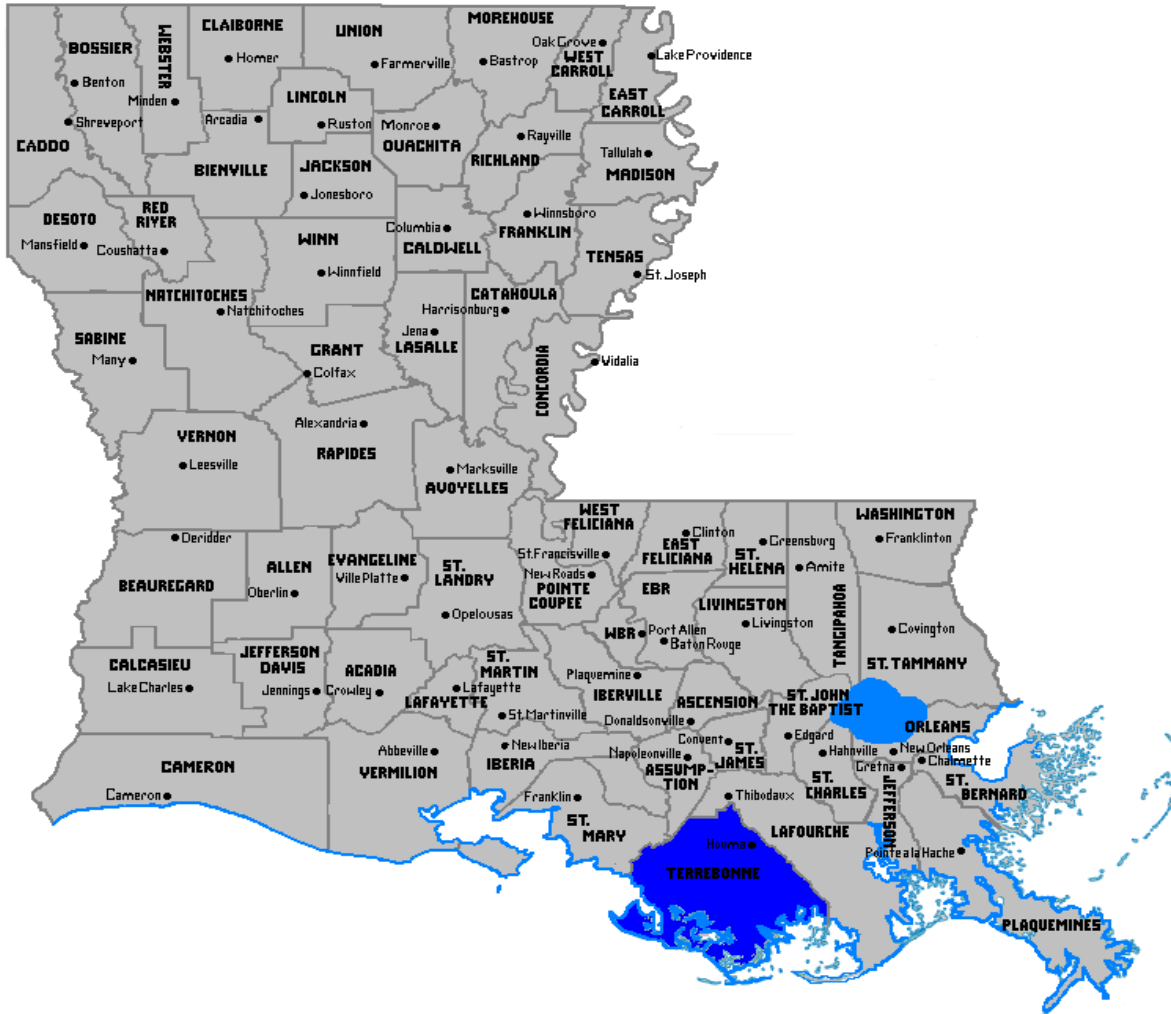 MOREHOUSE
CLAIBORNE
UNION
WEBSTER
BOSSIER
Oak Grove
WEST
CARROLL
Lake Providence
Homer
Farmerville
Bastrop
Benton
EAST
CARROLL
LINCOLN
Minden
Arcadia
Ruston
Monroe
Shreveport
Rayville
CADDO
OUACHITA
RICHLAND
Tallulah
MADISON
BIENVILLE
JACKSON
Jonesboro
RED
RIVER
DESOTO
Winnsboro
FRANKLIN
Columbia
CALDWELL
WINN
Mansfield
Coushatta
TENSAS
St. Joseph
Winnfield
NATCHITOCHES
Natchitoches
CATAHOULA
Harrisonburg
SABINE
Many
Jena
LASALLE
GRANT
Colfax
CONCORDIA
Vidalia
Alexandria
RAPIDES
VERNON
Leesville
Marksville
AVOYELLES
WEST
FELICIANA
WASHINGTON
Franklinton
Clinton
EAST
FELICIANA
Greensburg
ST.
HELENA
Deridder
St. Francisville
EVANGELINE
Ville Platte
ALLEN
Oberlin
ST.
LANDRY
New Roads
POINTE
COUPEE
Amite
BEAUREGARD
EBR
LIVINGSTON
Livingston
TANGIPAHOA
Opelousas
Covington
WBR
Port Allen
Baton Rouge
ST. TAMMANY
CALCASIEU
Lake Charles
JEFFERSON
DAVIS
Jennings
ACADIA
Crowley
ST.
MARTIN
Lafayette
LAFAYETTE
Plaquemine
IBERVILLE
ASCENSION
ST. JOHN
THE BAPTIST
St. Martinville
Donaldsonville
ORLEANS
Edgard
Convent
ST.
JAMES
Hahnville
New Orleans
Chalmette
Abbeville
New Iberia
IBERIA
Napoleonville
ASSUMP-
TION
Gretna
CAMERON
VERMILION
ST.
CHARLES
JEFFERSON
ST.
BERNARD
Cameron
Franklin
Thibodaux
ST.
MARY
LAFOURCHE
Houma
TERREBONNE
Pointe a la Hache
PLAQUEMINES